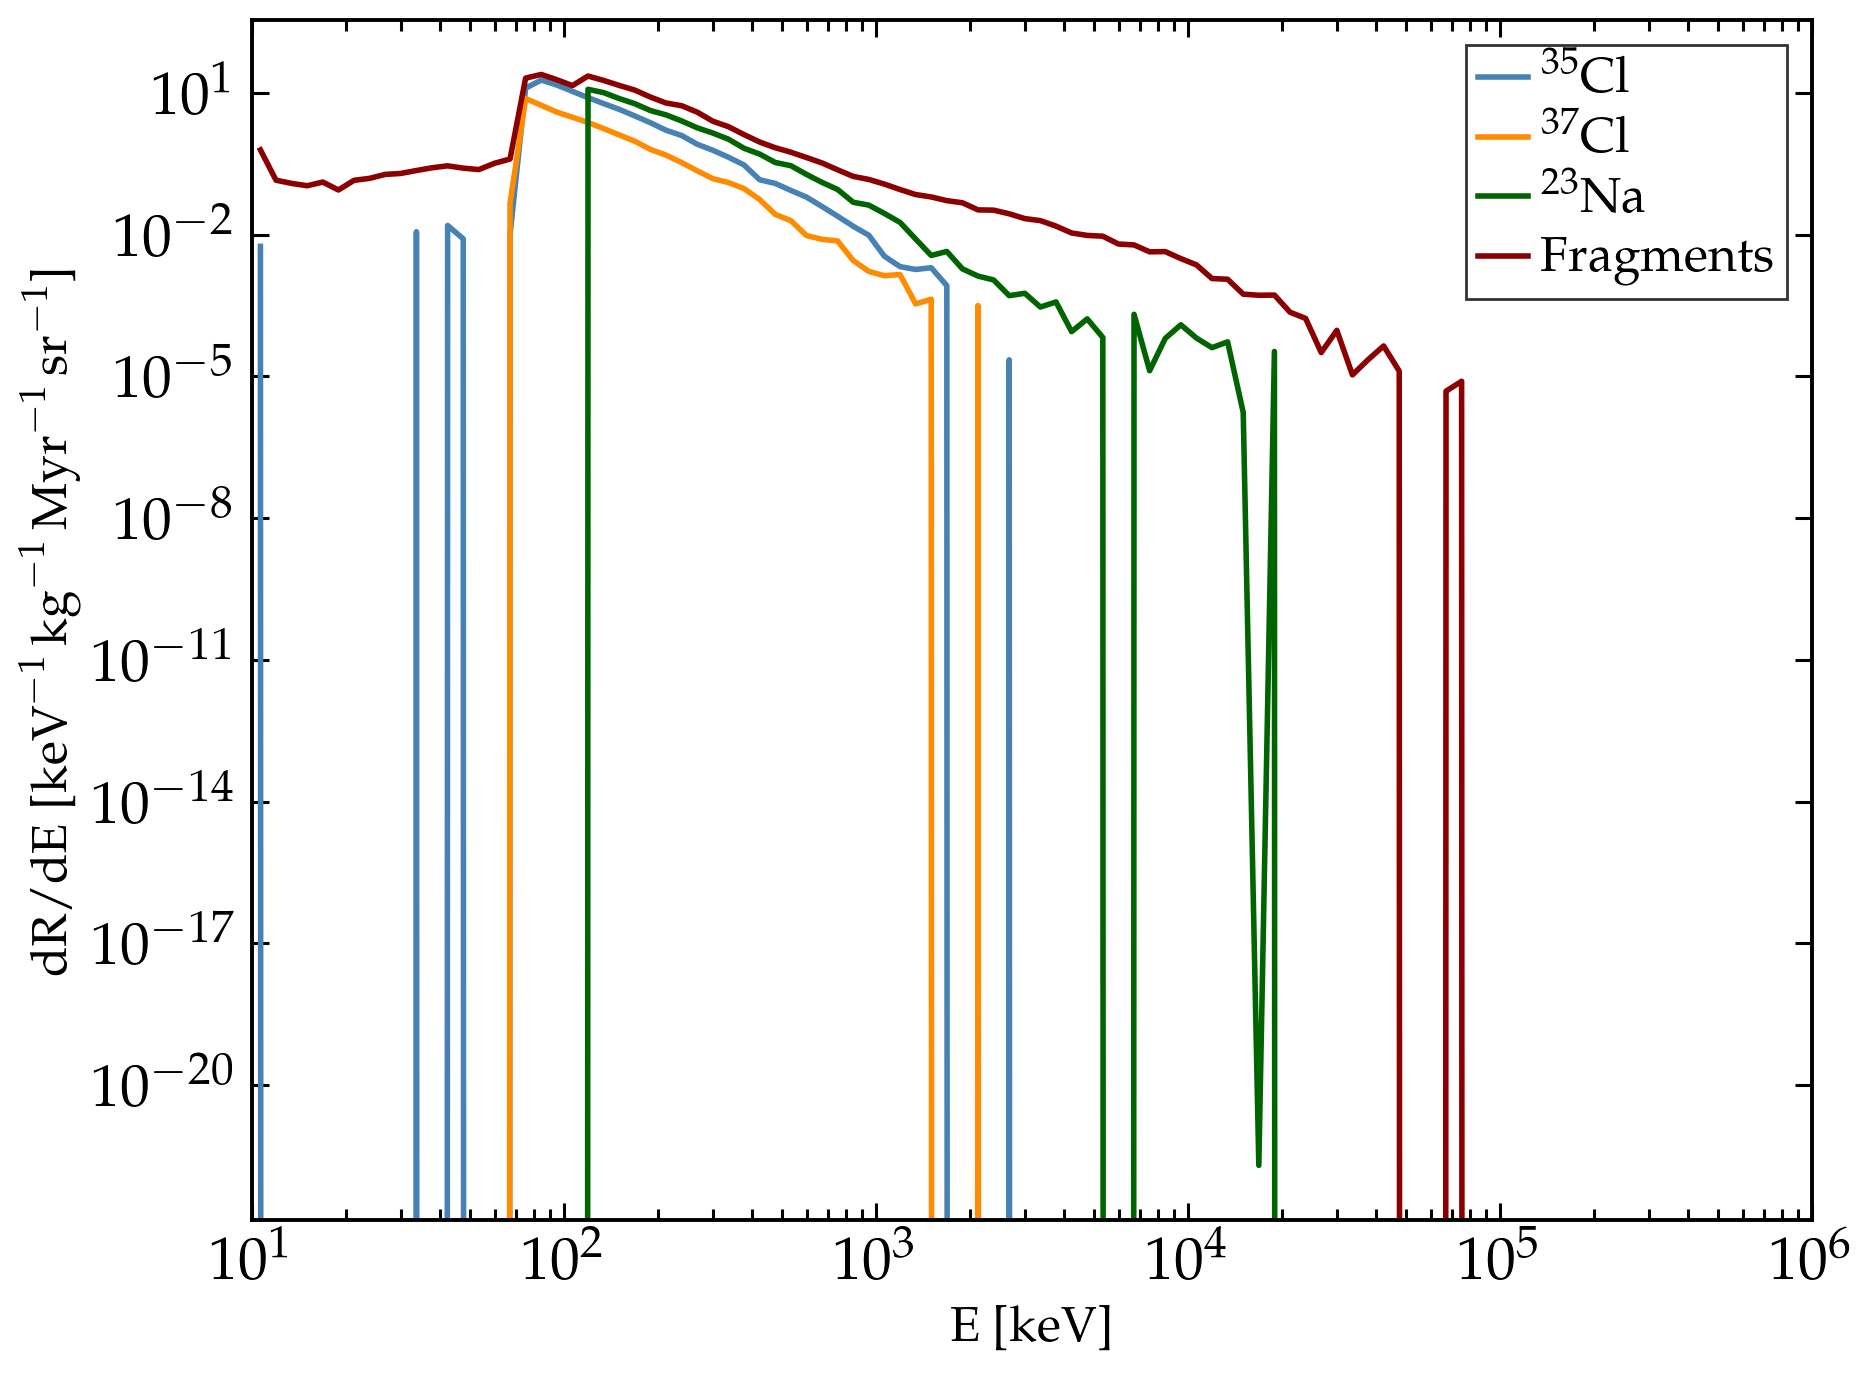 10¹
10⁻²
10⁻⁵
10⁻⁸
10⁻¹¹
10⁻¹⁴
10⁻¹⁷
10⁻²⁰
dR/dE [keV⁻¹ kg⁻¹ Myr⁻¹ sr⁻¹]
³⁵Cl
³⁷Cl
²³Na
Fragments
10¹ 10² 10³ 10⁴ 10⁵ 10⁶
E [keV]